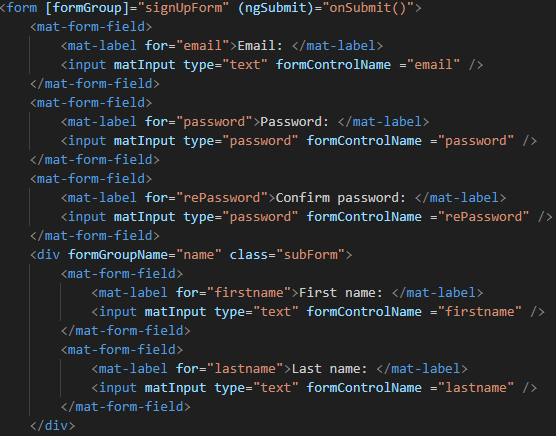 <form [formGroup]="signUpForm" (ngSubmit)="onSubmit()">
<mat-form-field>
<mat-label for="email">Email: </mat-label>
<input matInput type="text" formControlName ="email" />
</mat-form-field>
<mat-form-field>
<mat-label for="password">Password: </mat-label>
<input matInput type="password" formControlName ="password" />
</mat-form-field>
<mat-form-field>
<mat-label for="rePassword">Confirm password: </mat-label>
<input matInput type="password" formControlName ="rePassword" />
</mat-form-field>
<div formGroupName="name" class="subForm">
<mat-form-field>
<mat-label for="firstname">First name: </mat-label>
<input matInput type="text" formControlName ="firstname" />
</mat-form-field>
<mat-form-field>
<mat-label for="lastname">Last name: </mat-label>
<input matInput type="text" formControlName ="lastname" />
</mat-form-field>
</div>